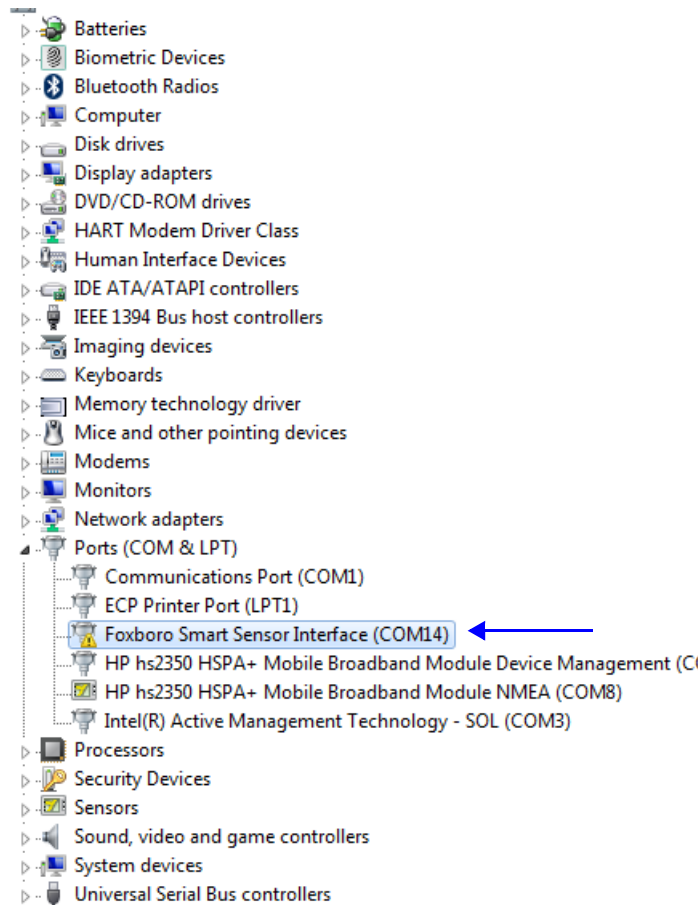 Batteries
Biometric Devices
Bluetooth Radios
Computer
Disk drives
Display adapters
DVD/CD-ROM drives
HART Modem Driver Class
Human Interface Devices
IDE ATA/ATAPI controllers
IEEE 1394 Bus host controllers
Imaging devices
Keyboards
Memory technology driver
Mice and other pointing devices
Modems
Monitors
Network adapters
Ports (COM & LPT)
Communications Port (COM1)
ECP Printer Port (LPT1)
Foxboro Smart Sensor Interface (COM14)
HP hs2350 HSPA+ Mobile Broadband Module Device Management (CO
HP hs2350 HSPA+ Mobile Broadband Module NMEA (COM8)
Intel(R) Active Management Technology - SOL (COM3)
Processors
Security Devices
Sensors
Sound, video and game controllers
System devices
Universal Serial Bus controllers